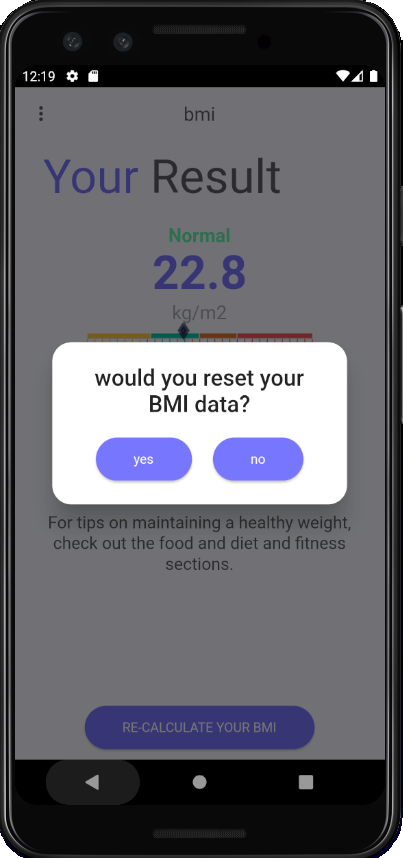 12:19
bmi
Your Result
Normal
22.8
kg/m2
would you reset your
BMI data?
yes no
For tips on maintaining a healthy weight,
check out the food and diet and fitness
sections.
RE-CALCULATE YOUR BMI